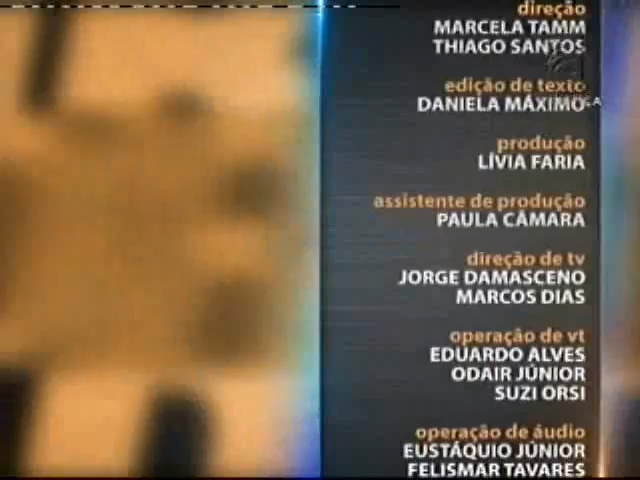 direção
MARCELA TAMM
THIAGO SANTOS
edição de texto
DANIELA MÁXIMO
produção
LÍVIA FARIA
assistente de produção
PAULA CÂMARA
direção de tv
JORGE DAMASCENO
MARCOS DIAS
operação de vt
EDUARDO ALVES
ODAIR JÚNIOR
SUZI ORSI
operação de áudio
EUSTÁQUIO JÚNIOR
FELISMAR TAVARES